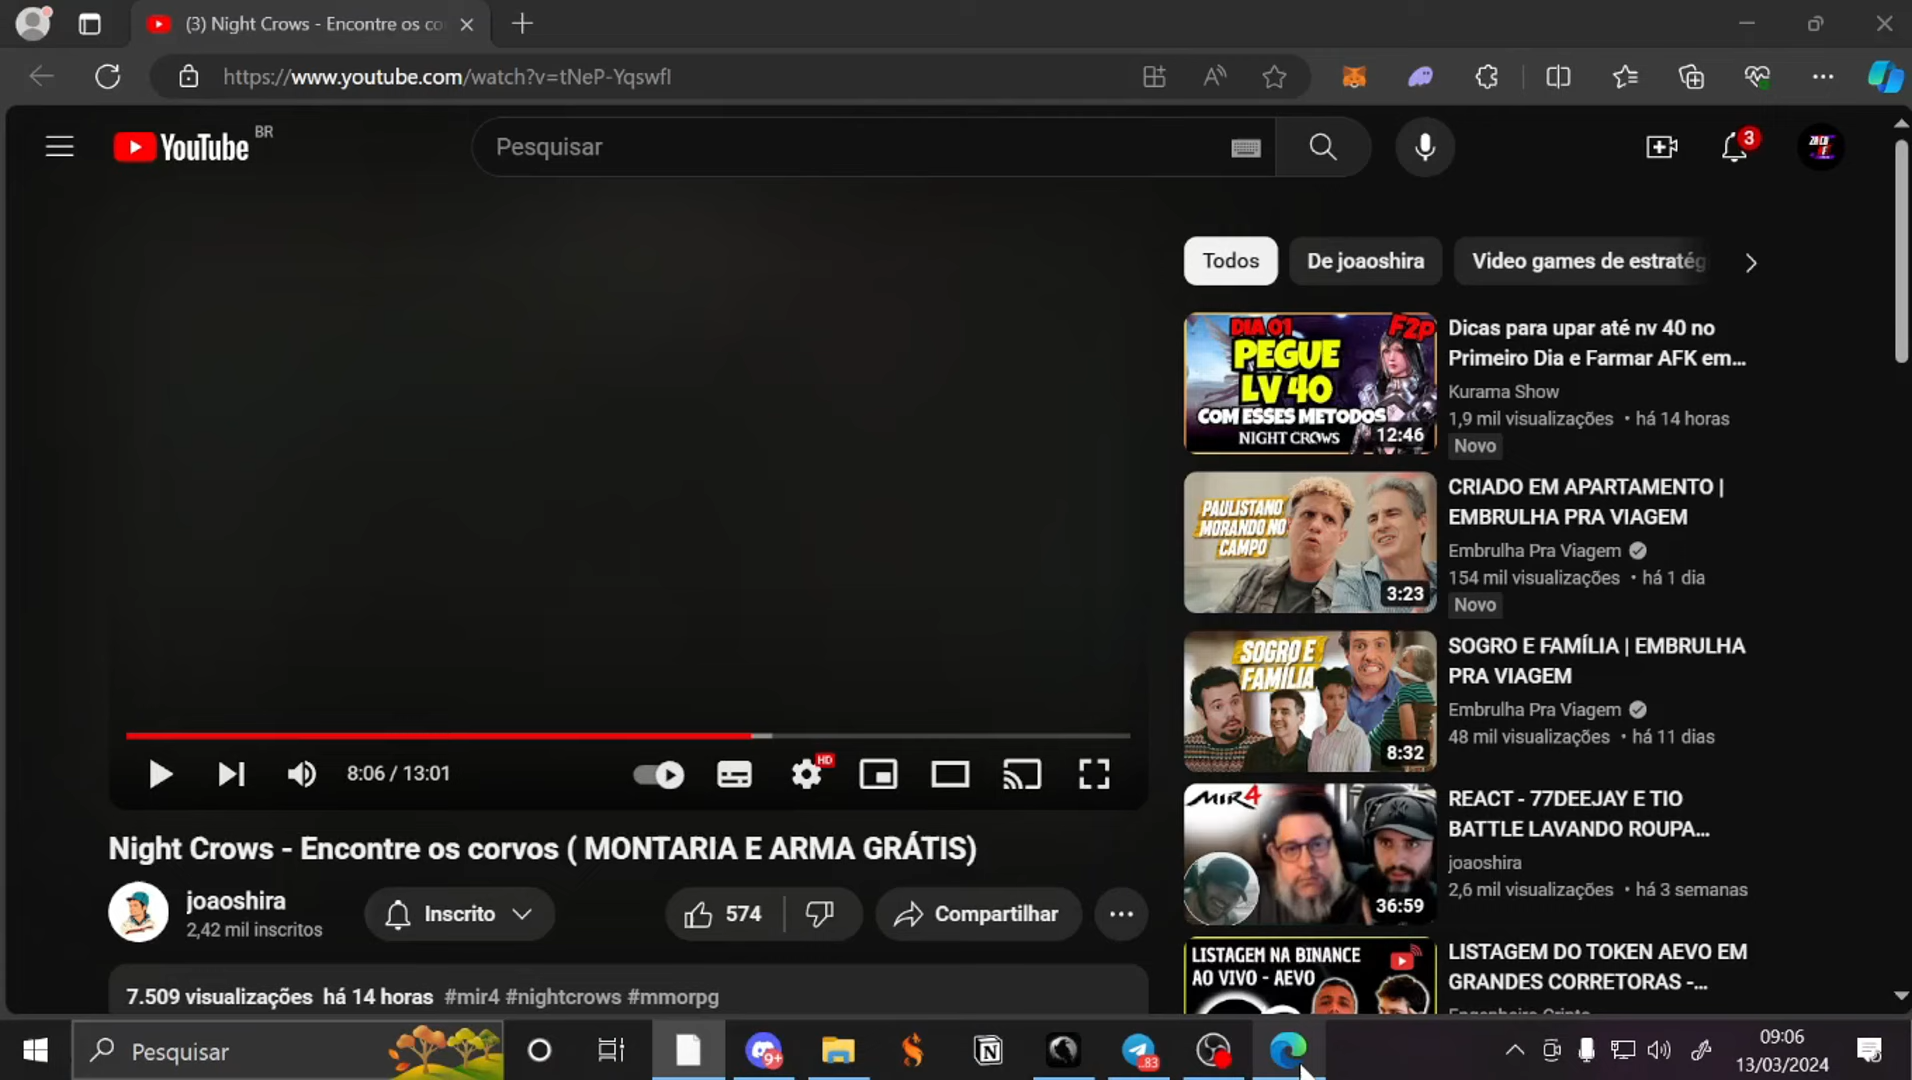 (3) Night Crows - Encontre os co
https://www.youtube.com/watch?v=tNeP-YqswfI
YouTube BR
Pesquisar
3
Todos
De joaoshira
Video games de estratég
DIA 01
F2p
PEGUE
LV 40
COM ESSES METODOS
NIGHT CROWS
12:46
Dicas para upar até nv 40 no
Primeiro Dia e Farmar AFK em...
Kurama Show
1,9 mil visualizações • há 14 horas
Novo
PAULISTANO
MORANDO NO
CAMPO
3:23
CRIADO EM APARTAMENTO |
EMBRULHA PRA VIAGEM
Embrulha Pra Viagem
154 mil visualizações • há 1 dia
Novo
SOGRO E
FAMÍLIA
8:32
SOGRO E FAMÍLIA | EMBRULHA
PRA VIAGEM
Embrulha Pra Viagem
48 mil visualizações • há 11 dias
MIR4
36:59
REACT - 77DEEJAY E TIO
BATTLE LAVANDO ROUPA...
joaoshira
2,6 mil visualizações • há 3 semanas
LISTAGEM NA BINANCE
AO VIVO - AEVO
LISTAGEM DO TOKEN AEVO EM
GRANDES CORRETORAS -...
8:06 / 13:01
HD
Night Crows - Encontre os corvos ( MONTARIA E ARMA GRÁTIS)
joaoshira
2,42 mil inscritos
Inscrito
574
Compartilhar
7.509 visualizações há 14 horas #mir4 #nightcrows #mmorpg
Pesquisar
9+
83
09:06
13/03/2024